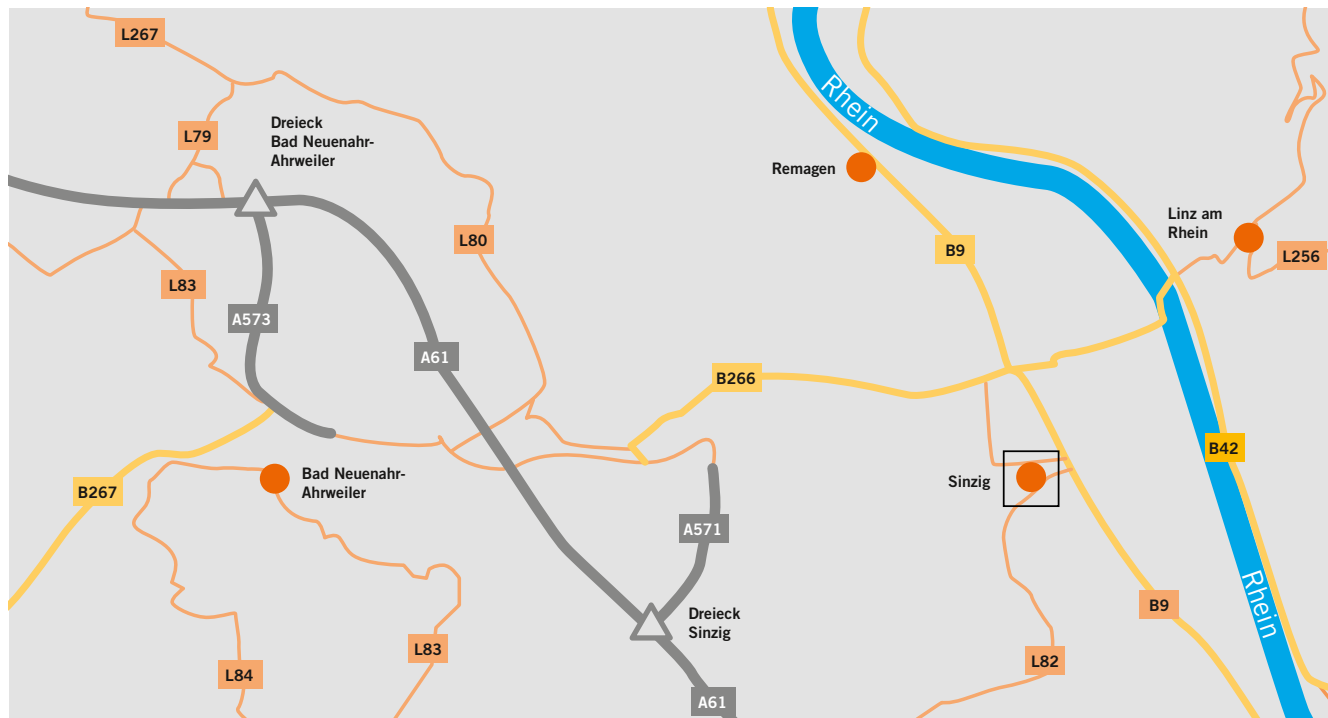 L267
Rhein
Dreieck
Bad Neuenahr-
Ahrweiler
L79
Remagen
Linz am
Rhein
L80
B9
L256
L83
A573
A61
B266
B42
Bad Neuenahr-
Ahrweiler
Sinzig
B267
A571
Rhein
B9
Dreieck
Sinzig
L83
L82
L84
A61